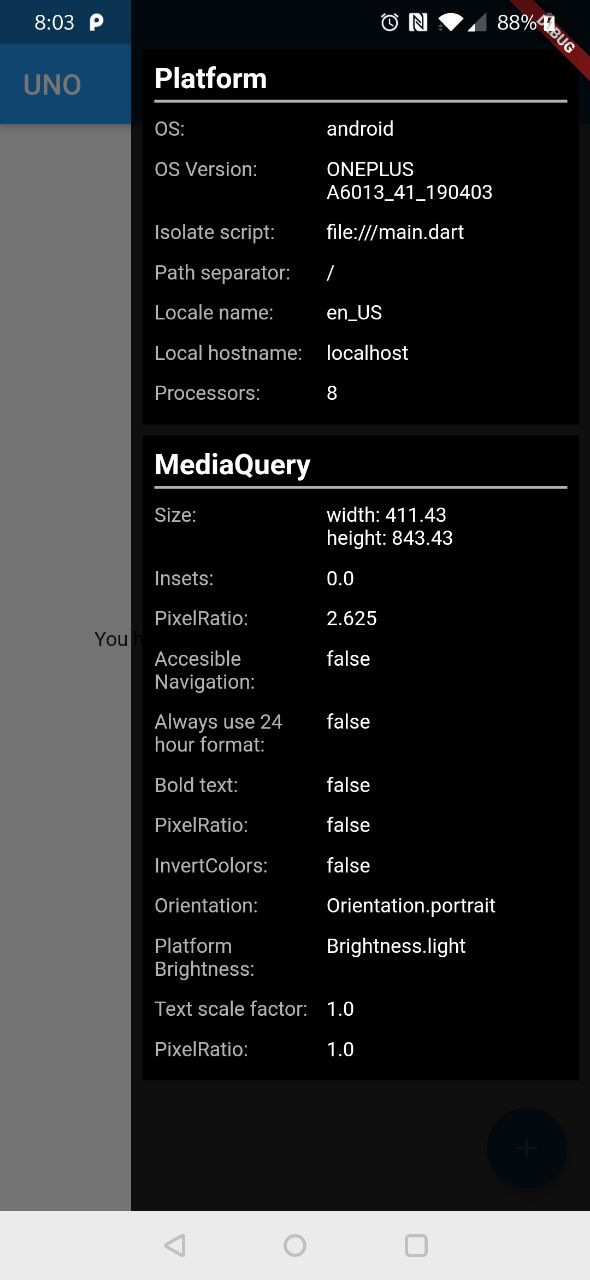 8:03
88%
DEBUG
UNO
Platform
OS: android
OS Version: ONEPLUS
A6013_41_190403
Isolate script: file:///main.dart
Path separator: /
Locale name: en_US
Local hostname: localhost
Processors: 8
MediaQuery
Size: width: 411.43
height: 843.43
Insets: 0.0
PixelRatio: 2.625
You h
Accesible false
Navigation:
Always use 24 false
hour format:
Bold text: false
PixelRatio: false
InvertColors: false
Orientation: Orientation.portrait
Platform Brightness.light
Brightness:
Text scale factor: 1.0
PixelRatio: 1.0